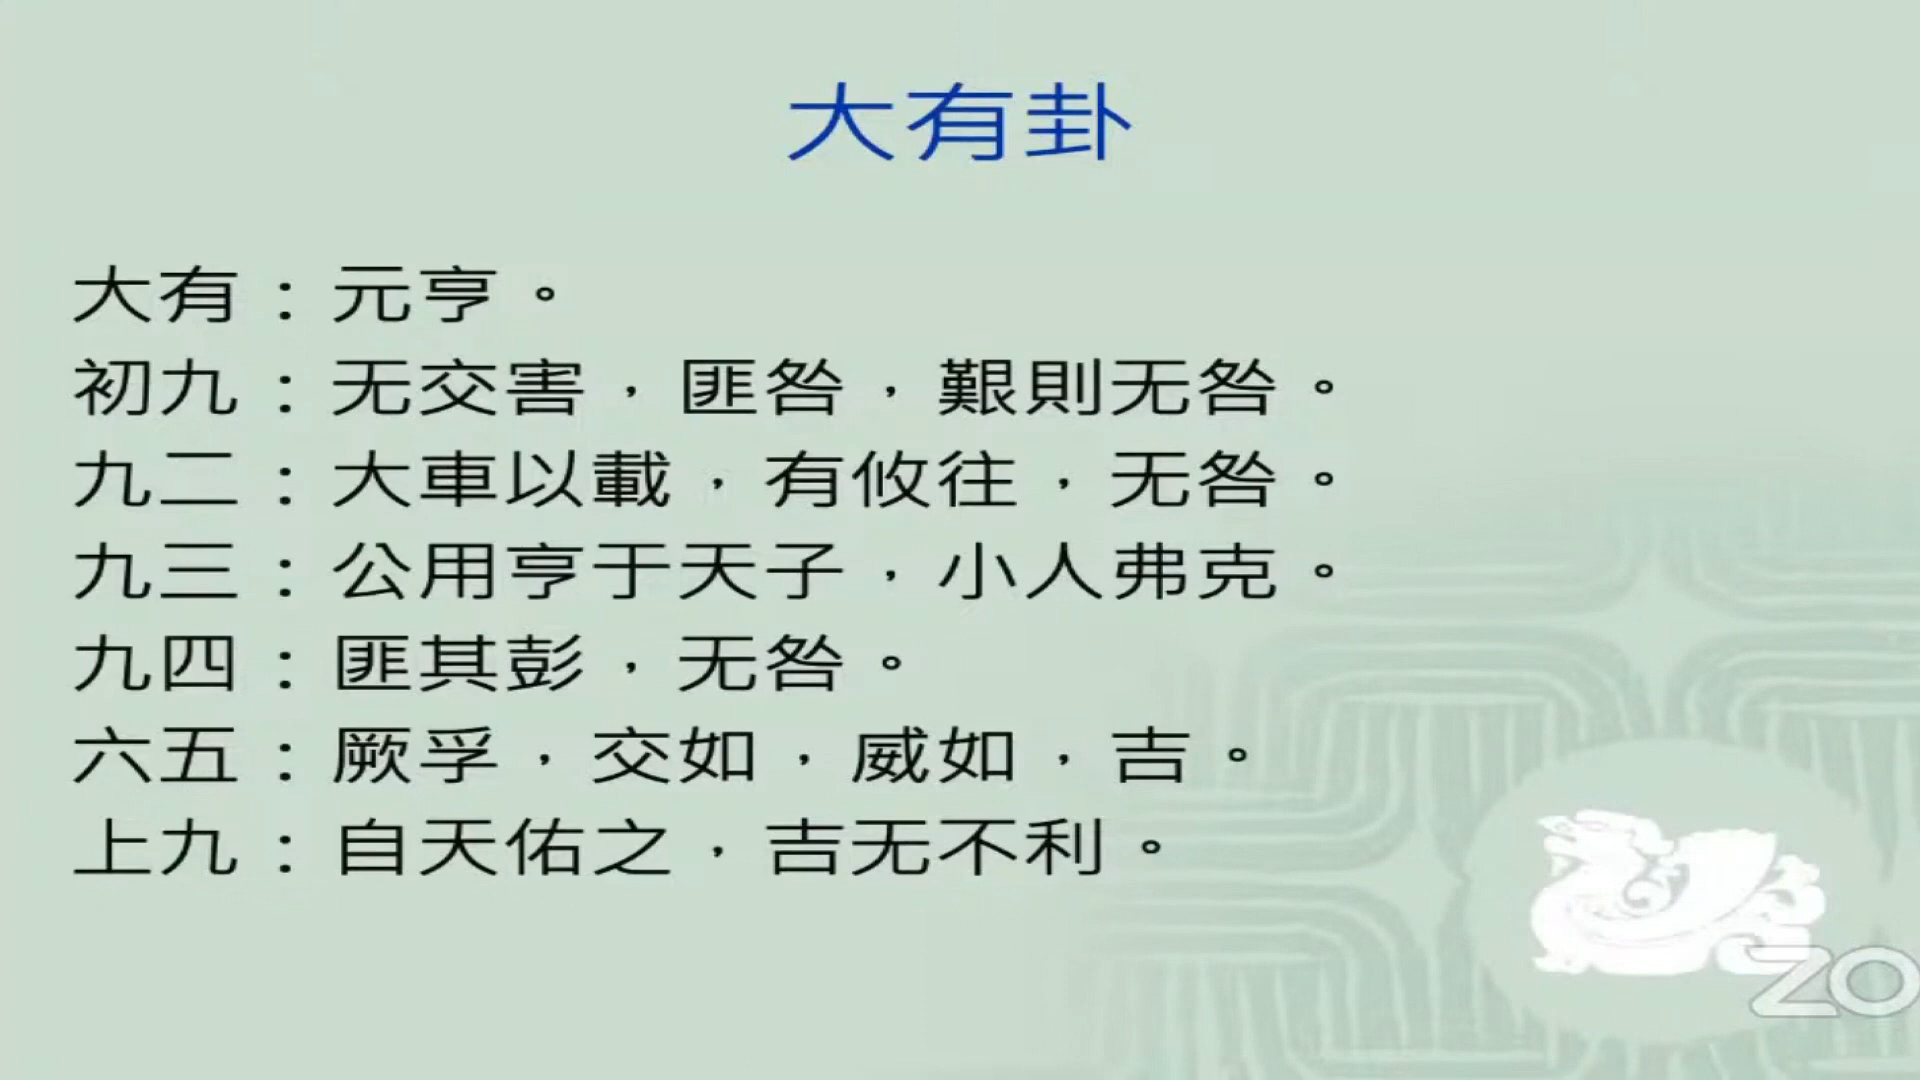 大有卦
大有：元亨。
初九：无交害，匪咎，艱則无咎。
九二：大車以載，有攸往，无咎。
九三：公用亨于天子，小人弗克。
九四：匪其彭，无咎。
六五：厥孚，交如，威如，吉。
上九：自天佑之，吉无不利。
ZO